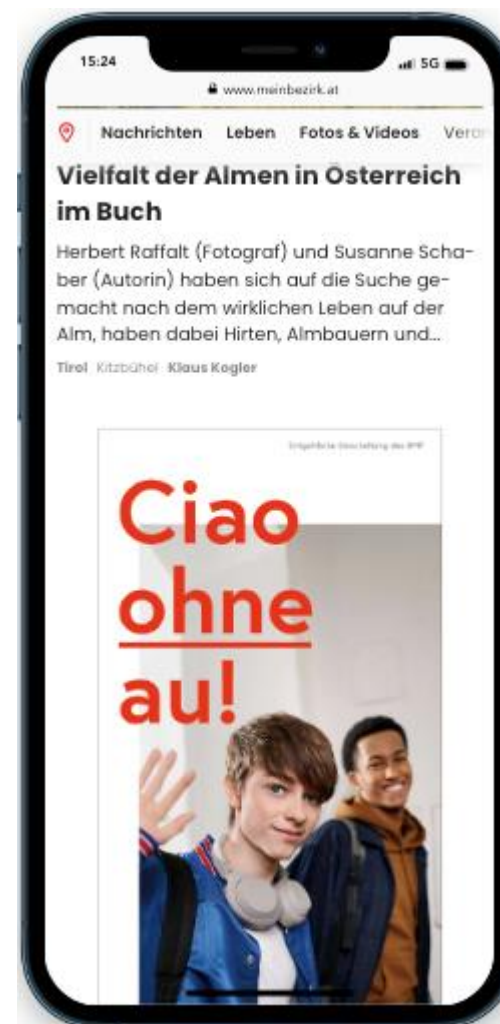 15:24
5G
www.meinbezirk.at
Nachrichten Leben Fotos & Videos
Vielfalt der Almen in Österreich
im Buch
Herbert Raffalt (Fotograf) und Susanne Scha-
ber (Autorin) haben sich auf die Suche ge-
macht nach dem wirklichen Leben auf der
Alm, haben dabei Hirten, Almbauern und...
Tirol Kitzbühel Klaus Kogler
Ciao
ohne
au!